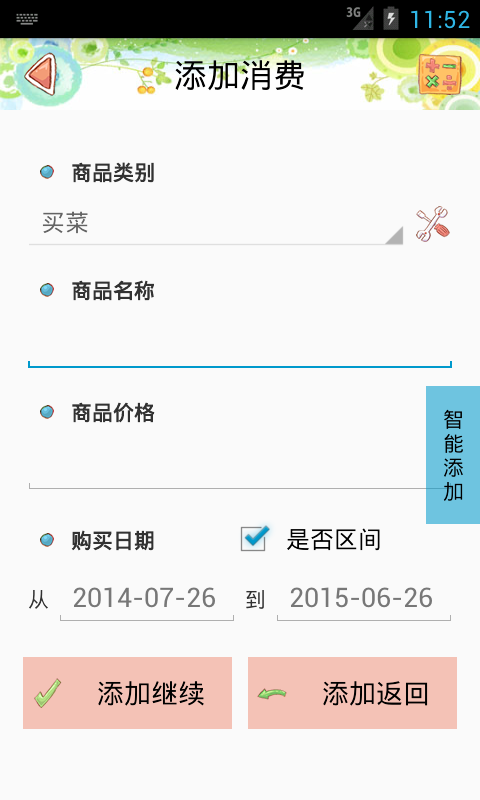 3G 11:52
添加消费
商品类别
买菜
商品名称
商品价格
智能添加
购买日期 是否区间
从 2014-07-26 到 2015-06-26
添加继续 添加返回